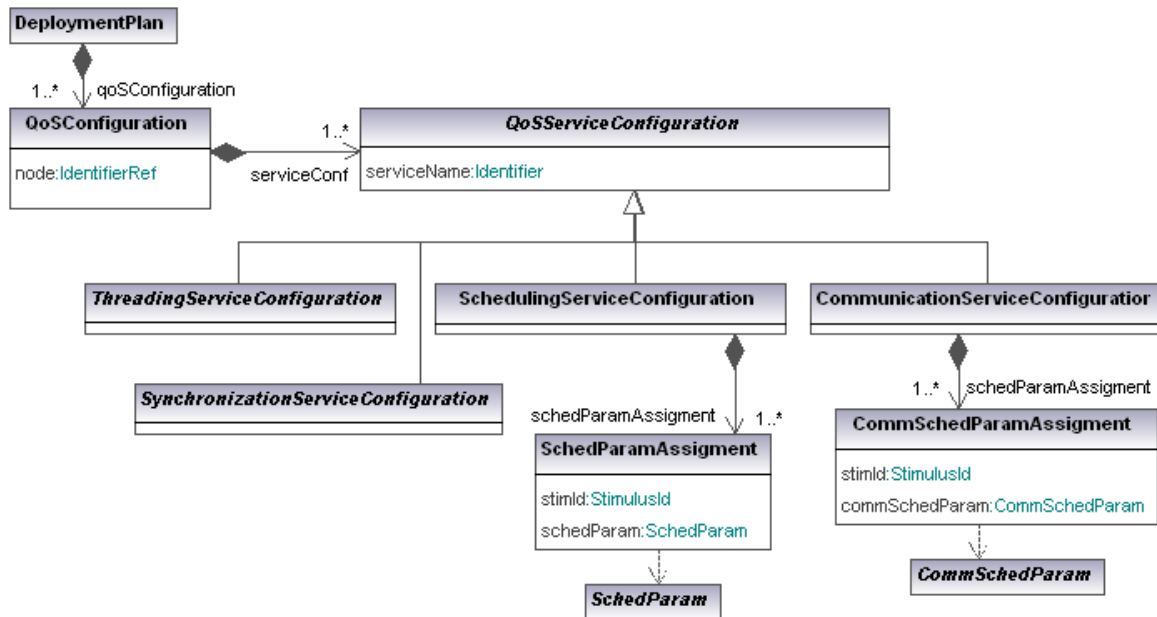 DeploymentPlan
1..*
qoSConfiguration
QoSConfiguration
node:IdentifierRef
1..*
serviceConf
QoSServiceConfiguration
serviceName:Identifier
ThreadingServiceConfiguration
SchedulingServiceConfiguration
CommunicationServiceConfiguratior
SynchronizationServiceConfiguration
schedParamAssigment
1..*
1..*
schedParamAssigment
SchedParamAssigment
stimId:StimulusId
schedParam:SchedParam
CommSchedParamAssigment
stimId:StimulusId
commSchedParam:CommSchedParam
SchedParam
CommSchedParam